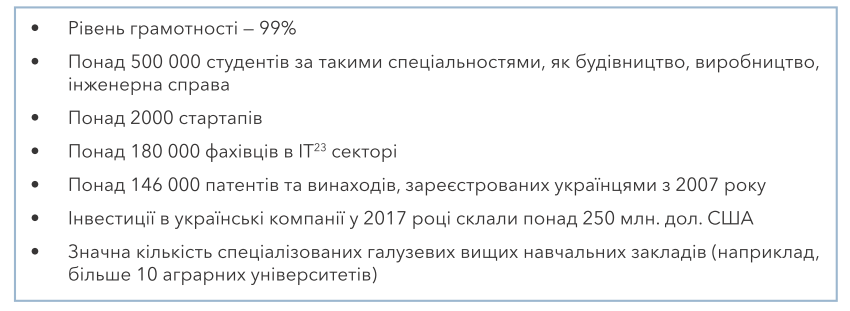 • Рівень грамотності – 99%
• Понад 500 000 студентів за такими спеціальностями, як будівництво, виробництво,
інженерна справа
• Понад 2000 стартапів
• Понад 180 000 фахівців в ІТ²³ секторі
• Понад 146 000 патентів та винаходів, зареєстрованих українцями з 2007 року
• Інвестиції в українські компанії у 2017 році склали понад 250 млн. дол. США
• Значна кількість спеціалізованих галузевих вищих навчальних закладів (наприклад,
більше 10 аграрних університетів)